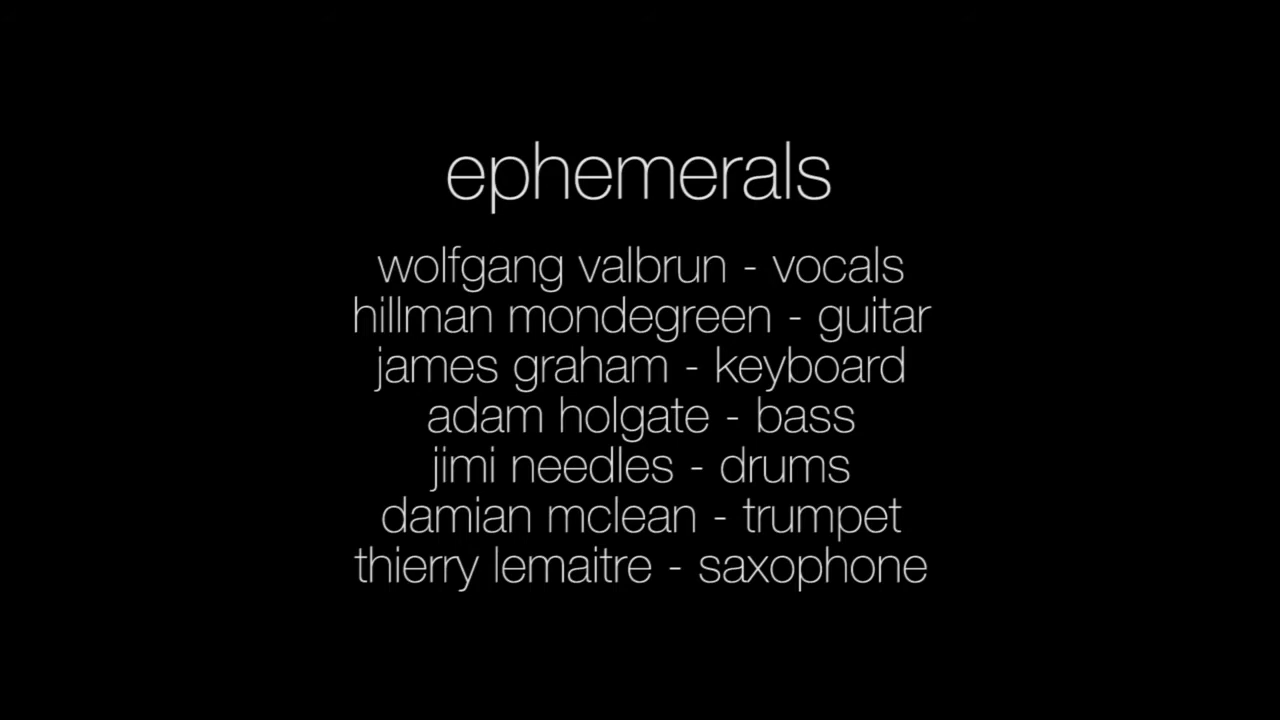 ephemerals
wolfgang valbrun - vocals
hillman mondegreen - guitar
james graham - keyboard
adam holgate - bass
jimi needles - drums
damian mclean - trumpet
thierry lemaitre - saxophone